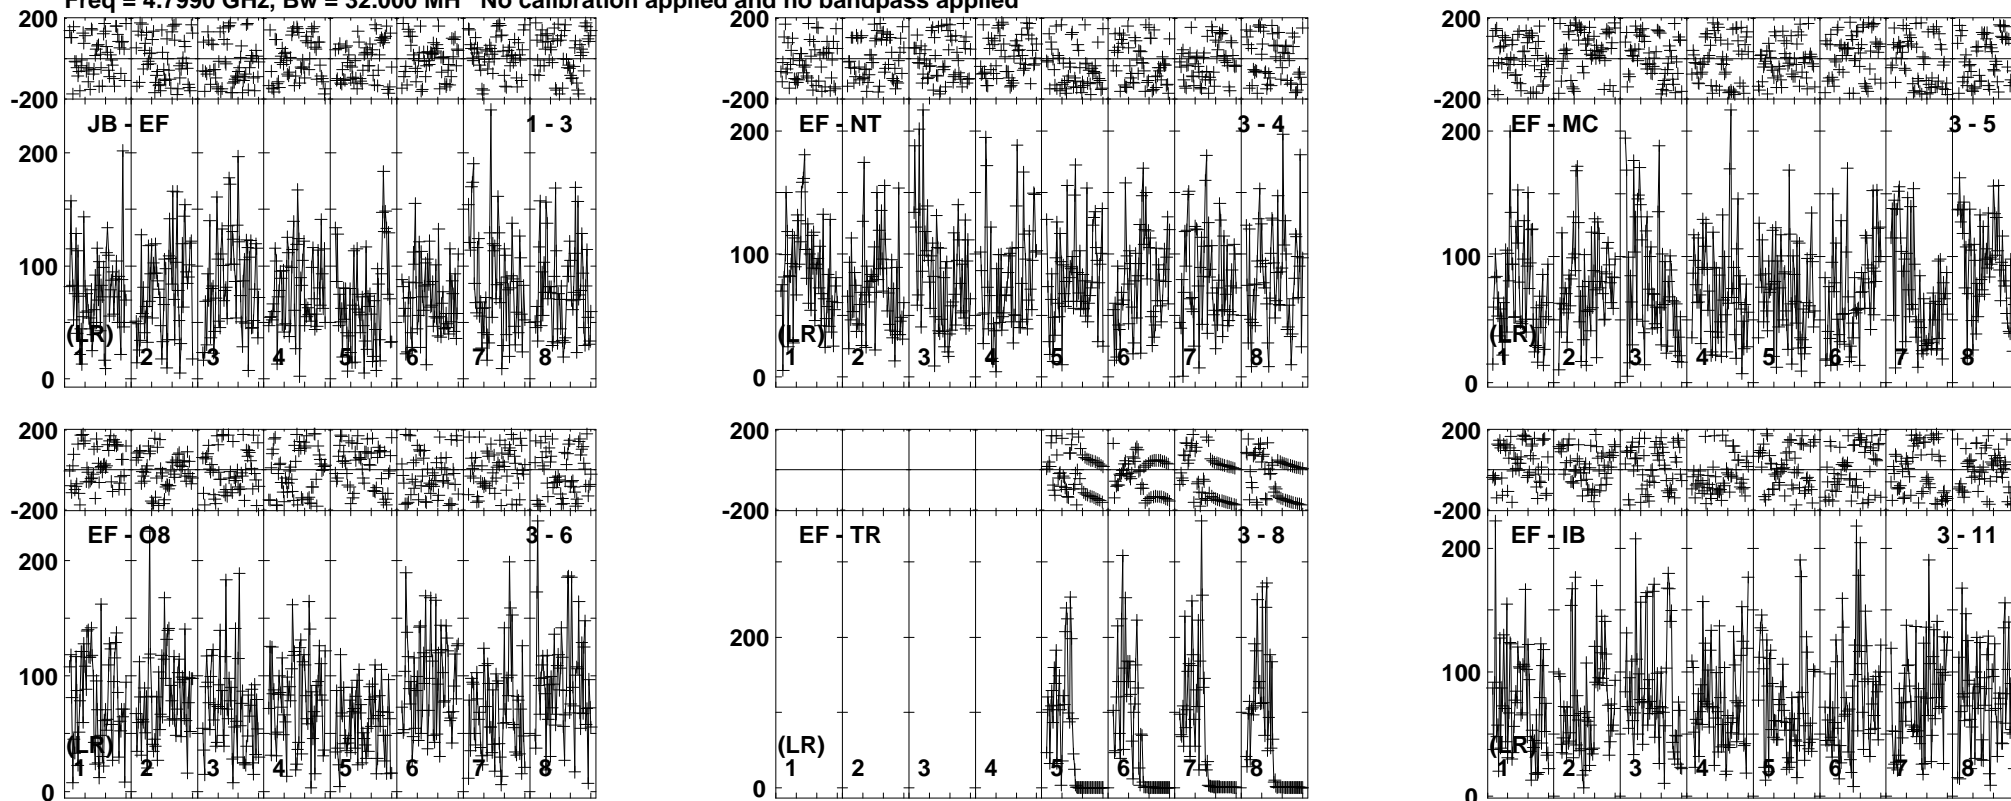 Freq = 4.7990 GHz, Bw = 32.000 MH No calibration applied and no bandpass applied
200
-200
JB - EF 1 - 3
200
100
(LR)
0
1 2 3 4 5 6 7 8
200
-200
EF - NT 3 - 4
200
100
(LR)
0
1 2 3 4 5 6 7 8
200
-200
EF - MC 3 - 5
200
100
(LR)
0
1 2 3 4 5 6 7 8
200
-200
EF - O8 3 - 6
200
100
(LR)
0
1 2 3 4 5 6 7 8
200
-200
EF - TR 3 - 8
200
(LR)
0
1 2 3 4 5 6 7 8
200
-200
EF - IB 3 - 11
200
100
(LR)
0
1 2 3 4 5 6 7 8